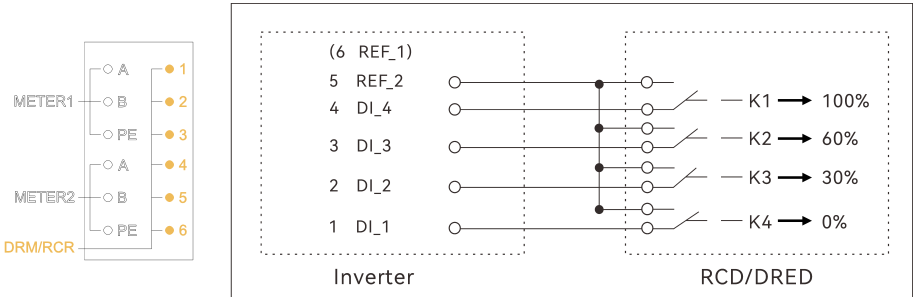 A 1
METER1 B 2
PE 3
A 4
METER2 B 5
PE 6
DRM/RCR
(6 REF_1)
5 REF_2
4 DI_4
3 DI_3
2 DI_2
1 DI_1
K1 100%
K2 60%
K3 30%
K4 0%
Inverter
RCD/DRED